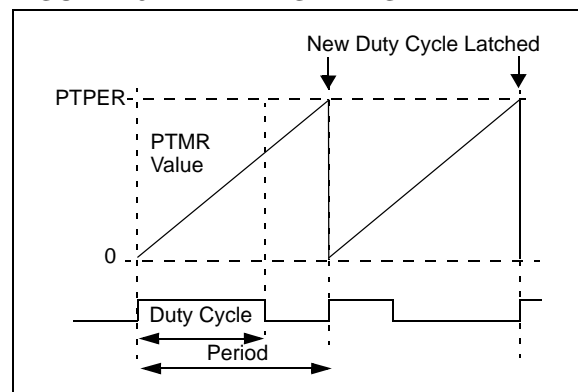 New Duty Cycle Latched
PTPER
PTMR
Value
0
Duty Cycle
Period